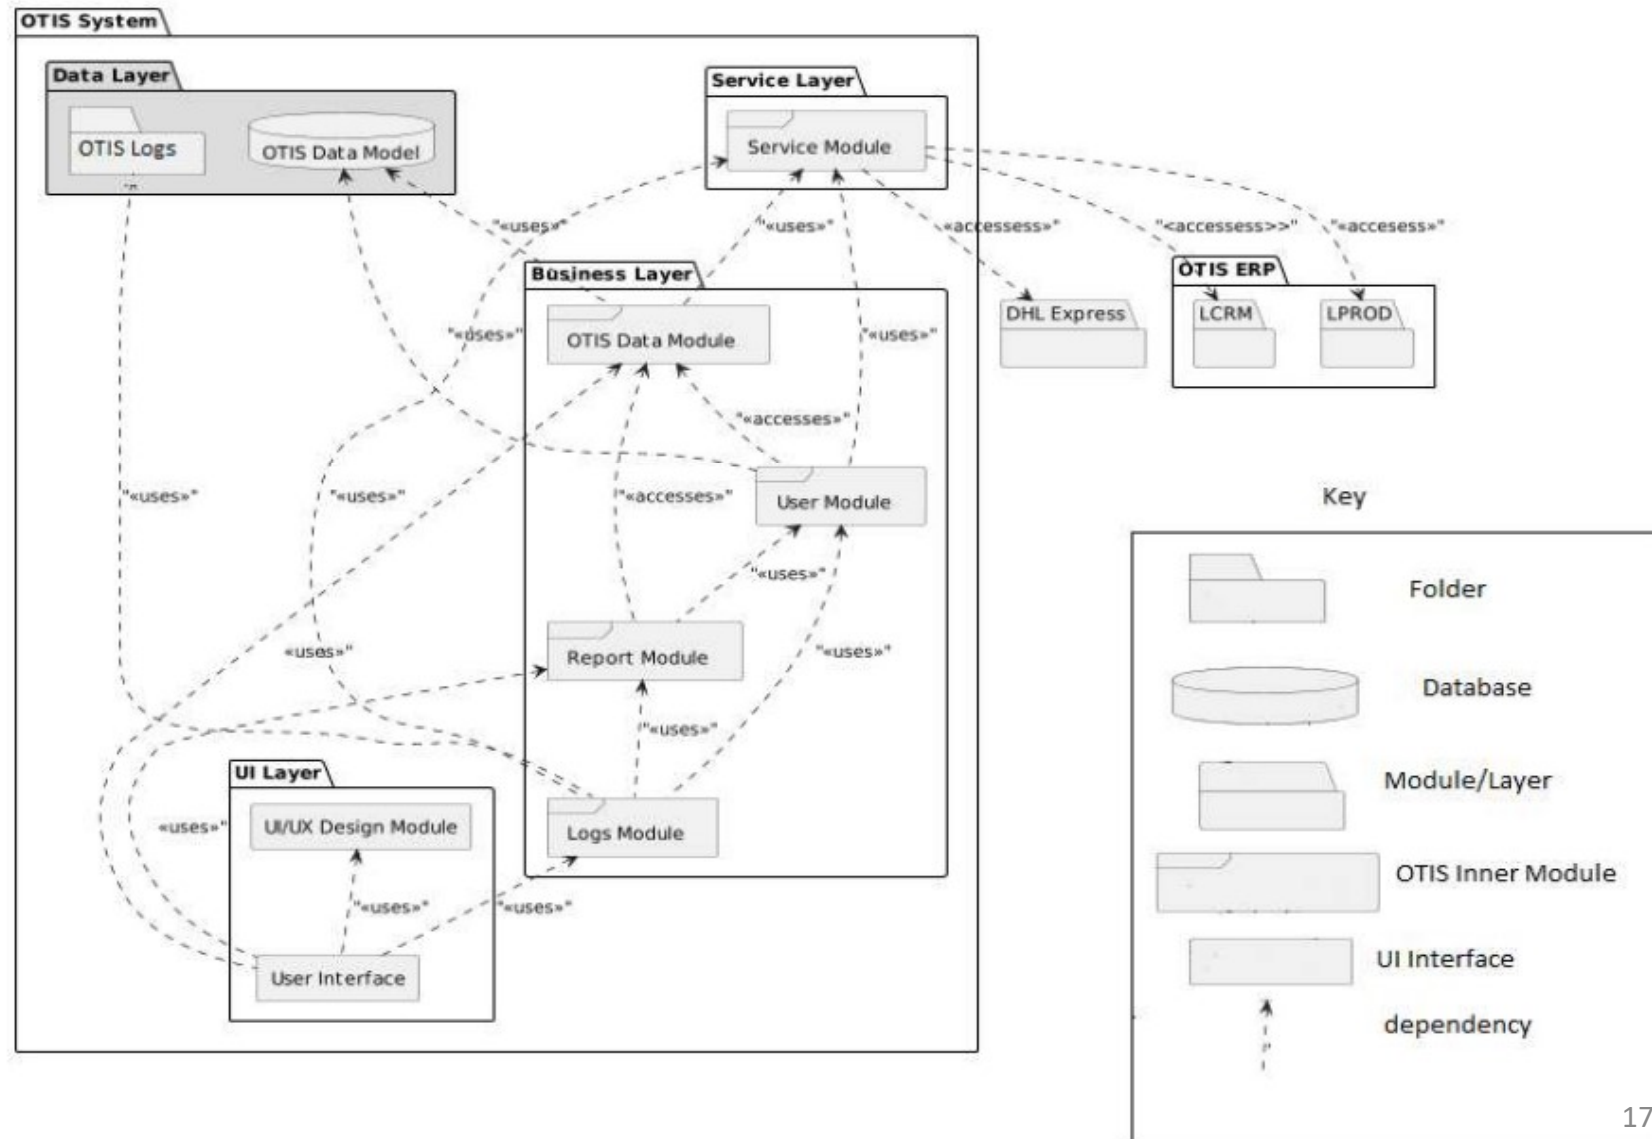 OTIS System
Data Layer
Service Layer
OTIS Logs
OTIS Data Model
Service Module
"«uses»"
"«uses»"
«accessess»"
"<accessess>>"
"«accesess»"
Business Layer
OTIS ERP
DHL Express
LCRM
LPROD
OTIS Data Module
"«uses»"
"«uses»"
"«accesses»"
"«uses»"
"«uses»"
"«accesses»"
User Module
Key
"«uses»"
Folder
«uses»"
Report Module
"«uses»"
Database
"«uses»"
UI Layer
Module/Layer
«uses»"
UI/UX Design Module
Logs Module
OTIS Inner Module
"«uses»"
"«uses»"
User Interface
UI Interface
dependency
17